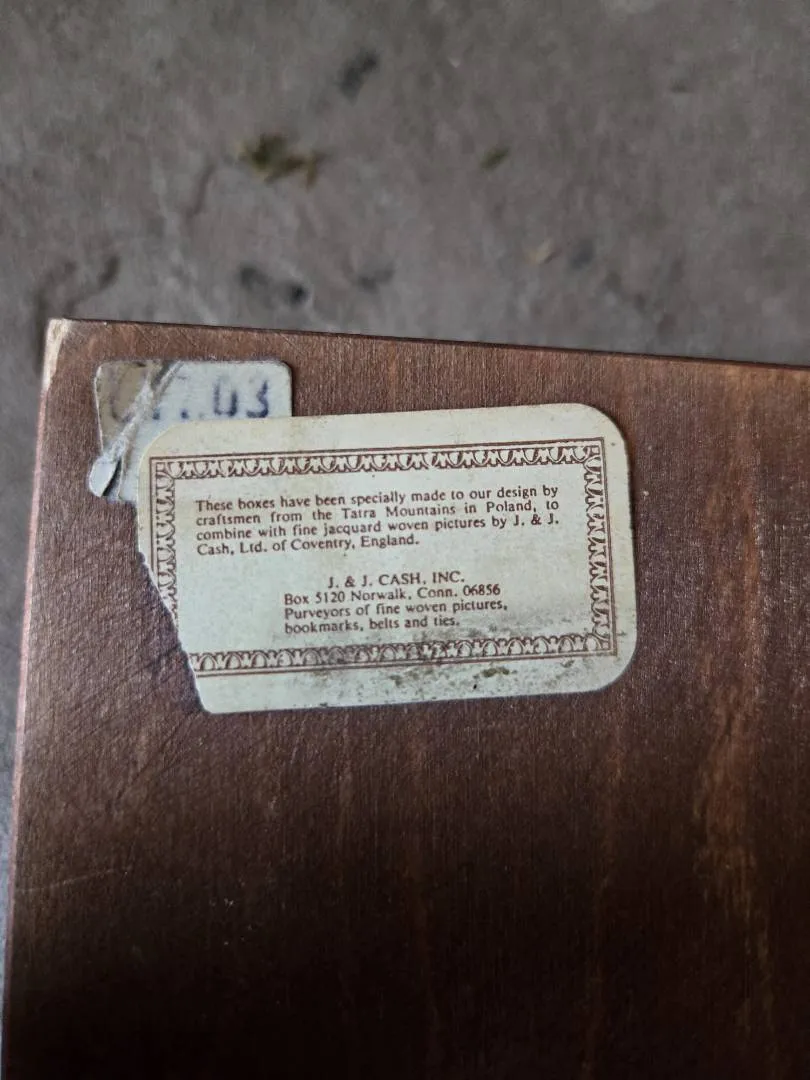 .03
These boxes have been specially made to our design by
craftsmen from the Tatra Mountains in Poland, to
combine with fine jacquard woven pictures by J. & J.
Cash, Ltd. of Coventry, England.
J. & J. CASH, INC.
Box 5120 Norwalk, Conn. 06856
Purveyors of fine woven pictures,
bookmarks, belts and ties.